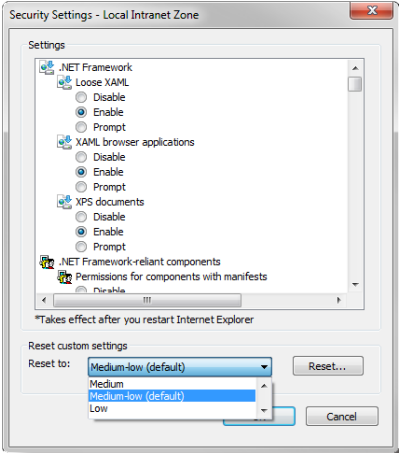 Security Settings - Local Intranet Zone
Settings
.NET Framework
Loose XAML
Disable
Enable
Prompt
XAML browser applications
Disable
Enable
Prompt
XPS documents
Disable
Enable
Prompt
.NET Framework-reliant components
Permissions for components with manifests
Disable
*Takes effect after you restart Internet Explorer
Reset custom settings
Reset to: Medium-low (default) Reset...
Medium
Medium-low (default)
Low
Cancel